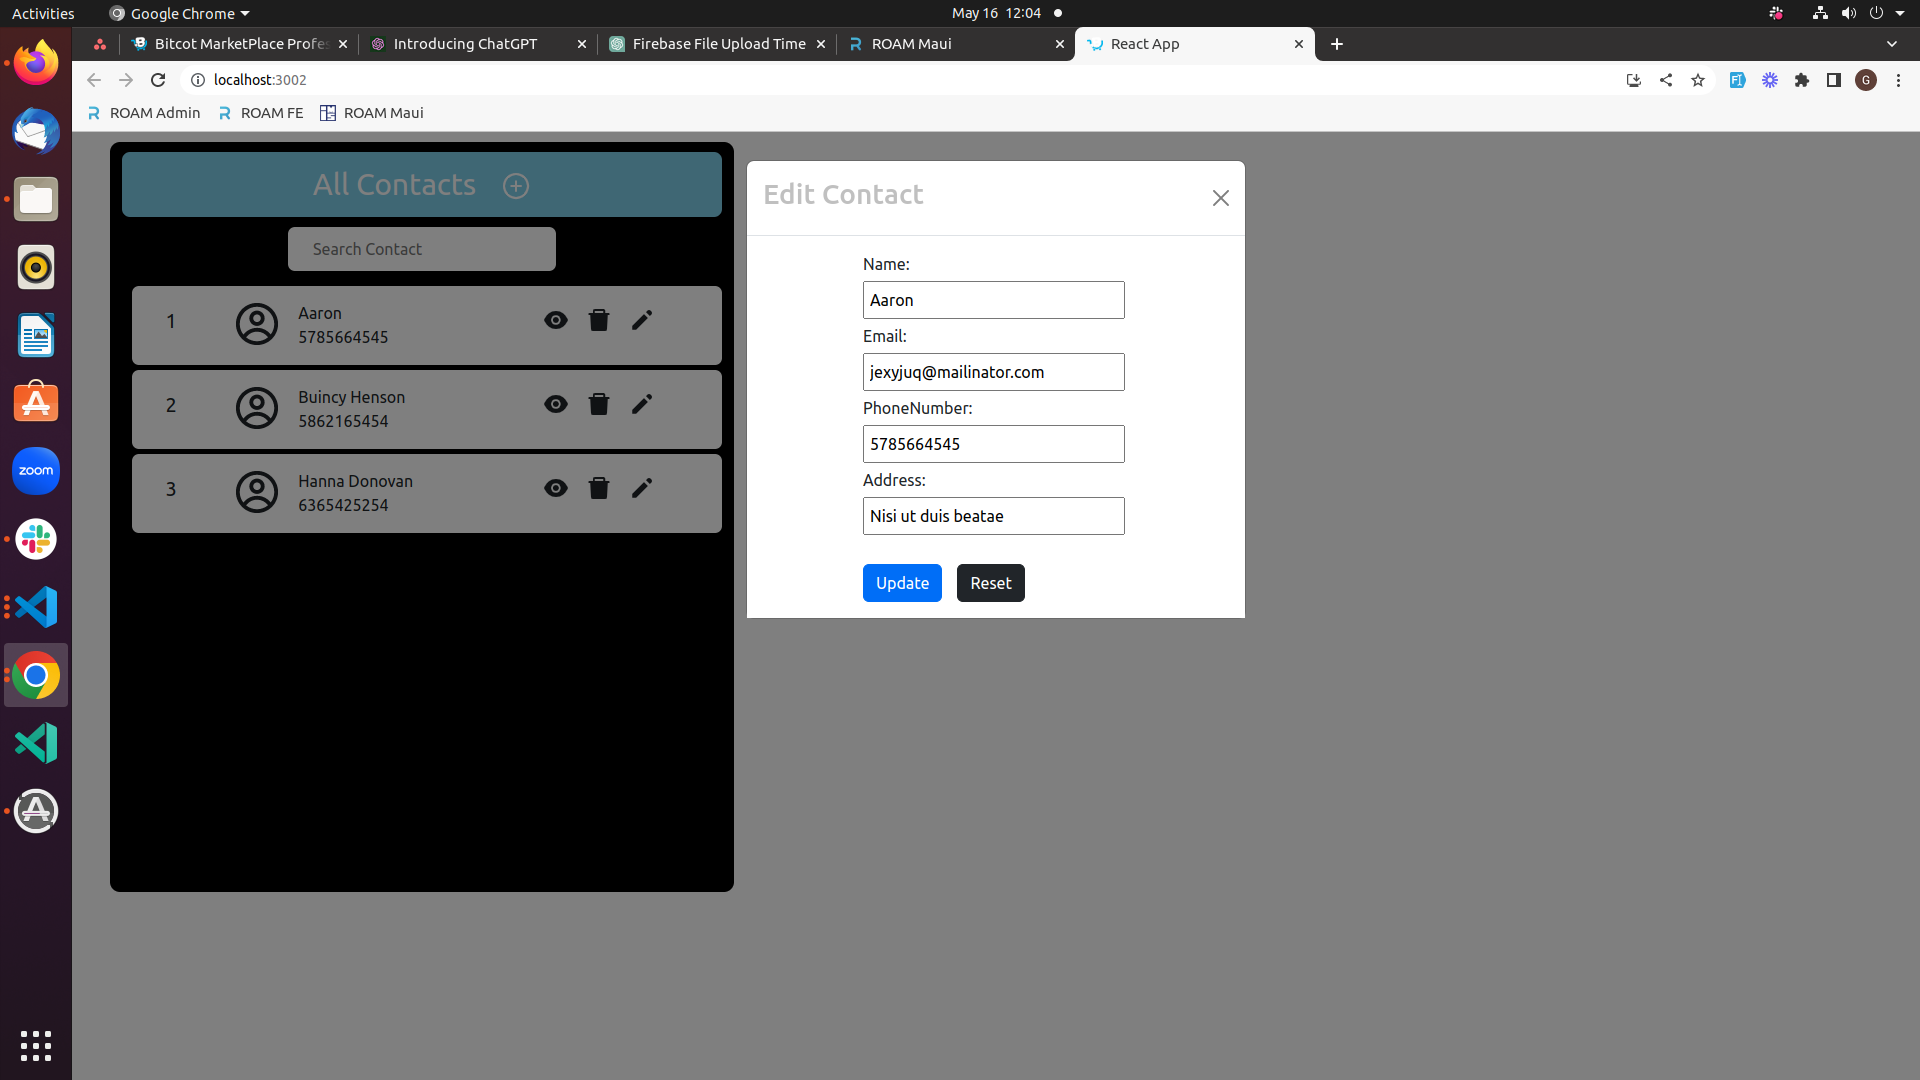 Activities
Google Chrome
May 16 12:04
Bitcot MarketPlace Profes
Introducing ChatGPT
Firebase File Upload Time
ROAM Maui
React App
localhost:3002
G
ROAM Admin
ROAM FE
ROAM Maui
All Contacts
Search Contact
1
Aaron
5785664545
2
Buincy Henson
5862165454
3
Hanna Donovan
6365425254
Edit Contact
Name:
Aaron
Email:
jexyjuq@mailinator.com
PhoneNumber:
5785664545
Address:
Nisi ut duis beatae
Update
Reset
zoom